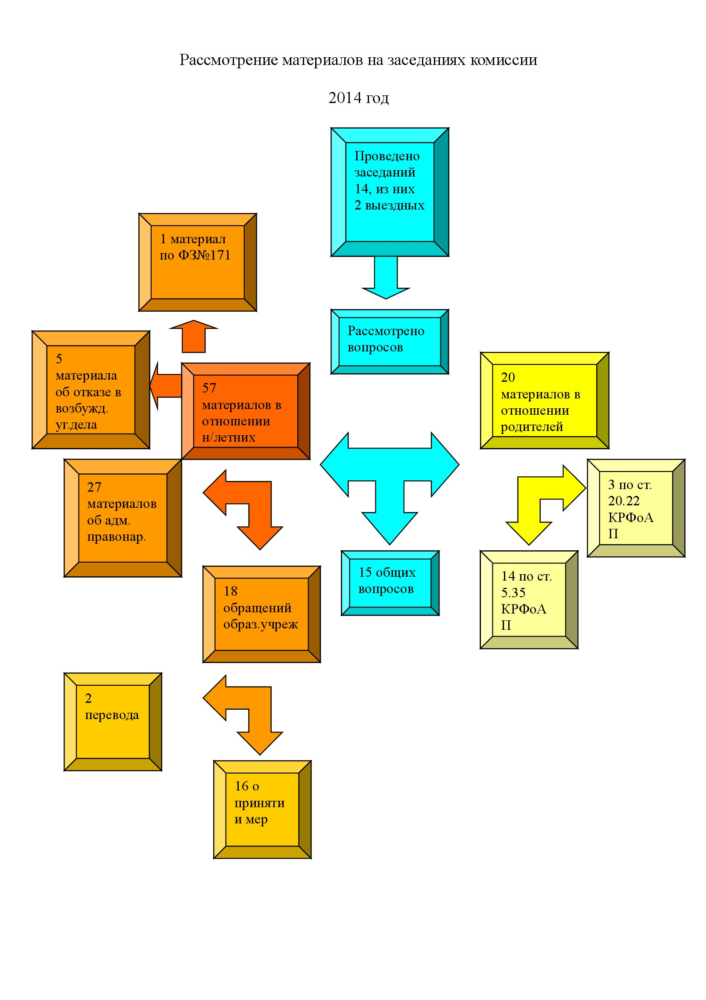 Рассмотрение материалов на заседаниях комиссии
2014 год
Проведено
заседаний
14, из них
2 выездных
1 материал
по ФЗ№171
Рассмотрено
вопросов
5
материала
об отказе в
возбужд.
уг.дела
57
материалов в
отношении
н/летних
20
материалов в
отношении
родителей
27
материалов
об адм.
правонар.
3 по ст.
20.22
КРФоА
П
18
обращений
образ.учреж
15 общих
вопросов
14 по ст.
5.35
КРФоА
П
2
перевода
16 о
приняти
и мер